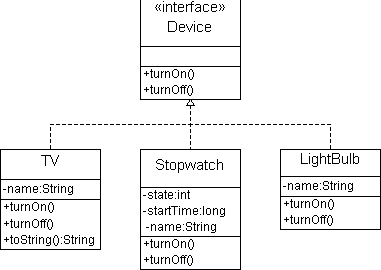 «interface»
Device
+turnOn()
+turnOff()
TV
-name:String
+turnOn()
+turnOff()
+toString():String
Stopwatch
-state:int
-startTime:long
-name:String
+turnOn()
+turnOff()
LightBulb
-name:String
+turnOn()
+turnOff()